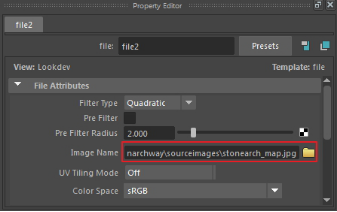 Property Editor
file2
file: file2 Presets
View: Lookdev Template: file
File Attributes
Filter Type Quadratic
Pre Filter
Pre Filter Radius 2.000
Image Name narchway\sourceimages\stonearch_map.jpg
UV Tiling Mode Off
Color Space sRGB